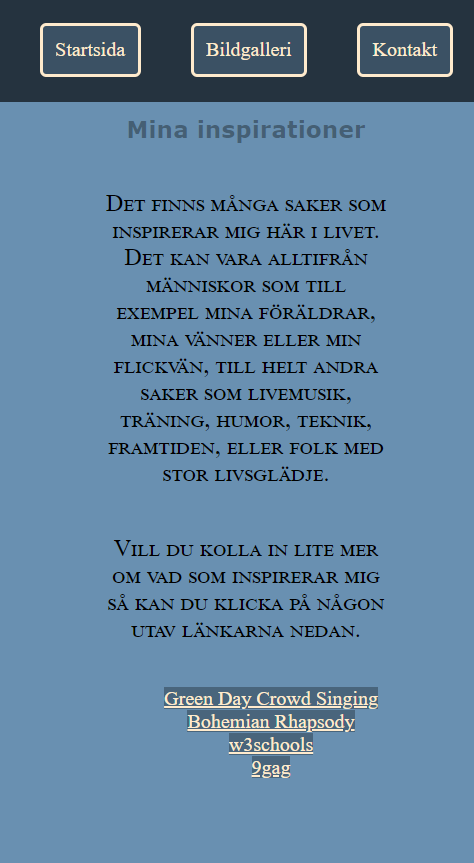 Startsida Bildgalleri Kontakt
Mina inspirationer
Det finns många saker som
inspirerar mig här i livet.
Det kan vara alltifrån
människor som till
exempel mina föräldrar,
mina vänner eller min
flickvän, till helt andra
saker som livemusik,
träning, humor, teknik,
framtiden, eller folk med
stor livsglädje.
Vill du kolla in lite mer
om vad som inspirerar mig
så kan du klicka på någon
utav länkarna nedan.
Green Day Crowd Singing
Bohemian Rhapsody
w3schools
9gag